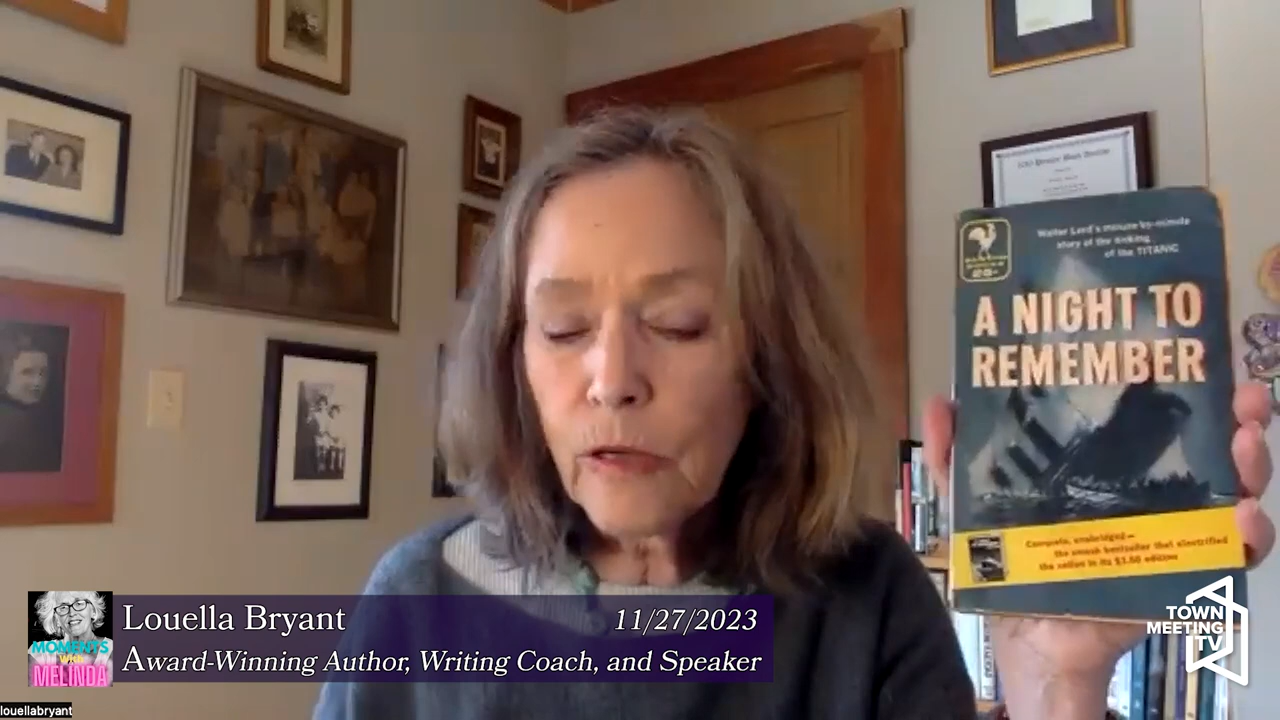 Walter Lord's minute-by-minute
story of the sinking
of the TITANIC
25¢
A NIGHT TO
REMEMBER
Complete, unabridged—
the smash bestseller that electrified
the nation in its $3.50 edition
Louella Bryant
11/27/2023
Award-Winning Author, Writing Coach, and Speaker
MOMENTS
with
MELINDA
TOWN
MEETING
TV
louellabryant